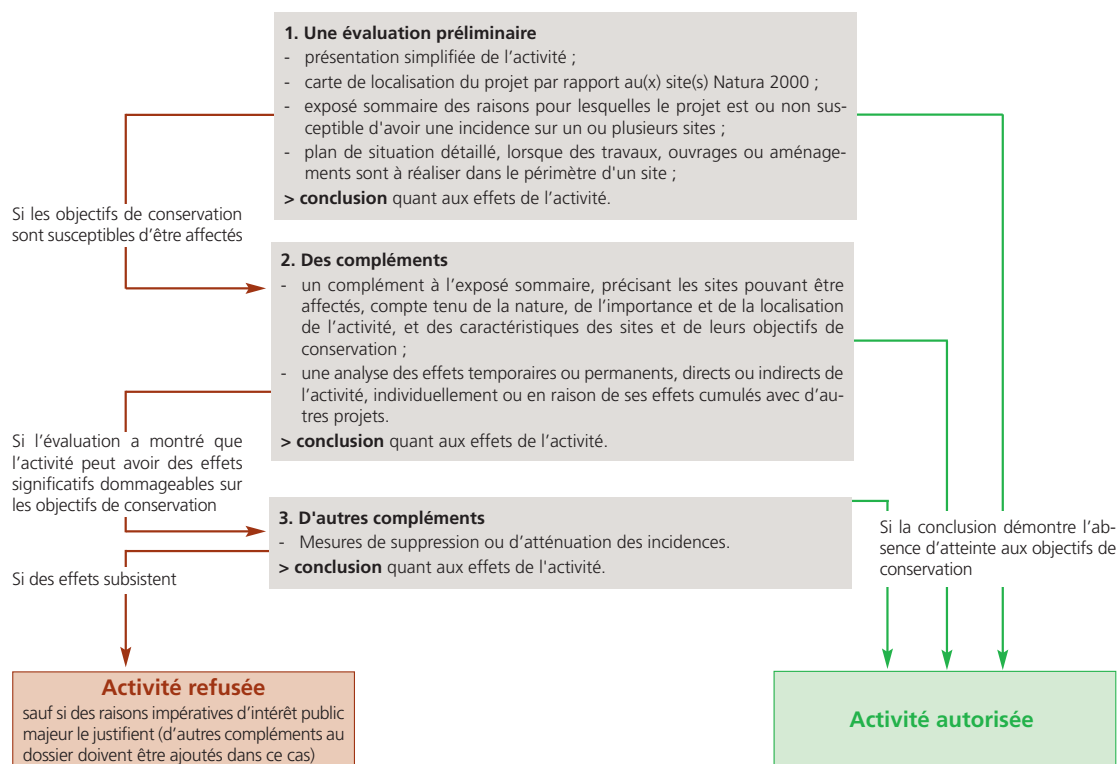 1. Une évaluation préliminaire
- présentation simplifiée de l'activité ;
- carte de localisation du projet par rapport au(x) site(s) Natura 2000 ;
- exposé sommaire des raisons pour lesquelles le projet est ou non sus-
ceptible d'avoir une incidence sur un ou plusieurs sites ;
- plan de situation détaillé, lorsque des travaux, ouvrages ou aménage-
ments sont à réaliser dans le périmètre d'un site ;
> conclusion quant aux effets de l'activité.
Si les objectifs de conservation
sont susceptibles d'être affectés
2. Des compléments
- un complément à l'exposé sommaire, précisant les sites pouvant être
affectés, compte tenu de la nature, de l'importance et de la localisation
de l'activité, et des caractéristiques des sites et de leurs objectifs de
conservation ;
- une analyse des effets temporaires ou permanents, directs ou indirects de
l'activité, individuellement ou en raison de ses effets cumulés avec d'au-
tres projets.
> conclusion quant aux effets de l'activité.
Si l'évaluation a montré que
l'activité peut avoir des effets
significatifs dommageables sur
les objectifs de conservation
3. D'autres compléments
- Mesures de suppression ou d'atténuation des incidences.
> conclusion quant aux effets de l'activité.
Si la conclusion démontre l'ab-
sence d'atteinte aux objectifs de
conservation
Si des effets subsistent
Activité refusée
sauf si des raisons impératives d'intérêt public
majeur le justifient (d'autres compléments au
dossier doivent être ajoutés dans ce cas)
Activité autorisée